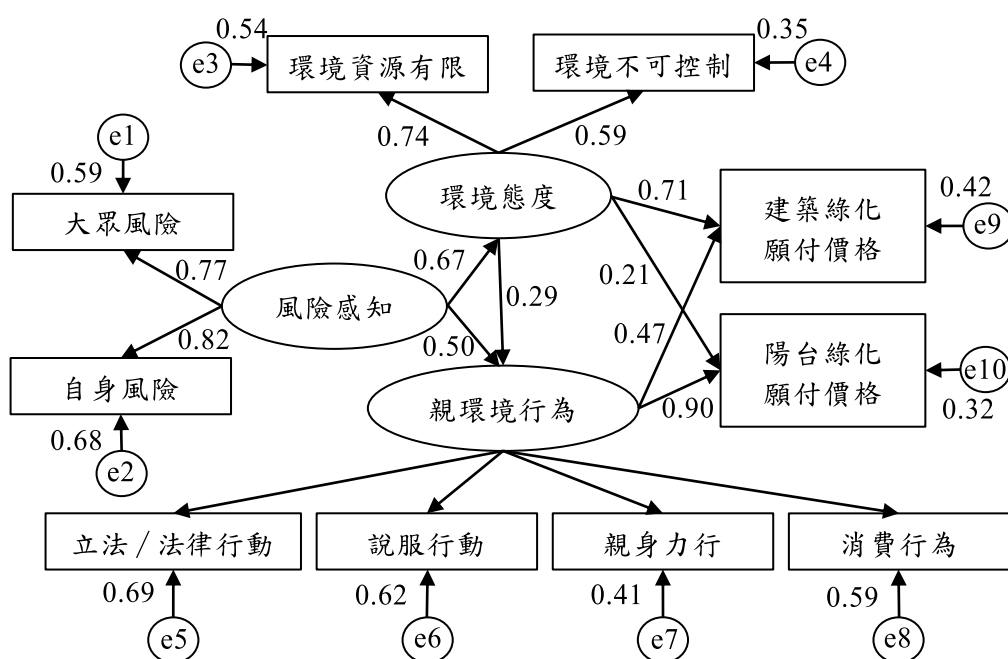 0.54
0.35
e3
環境資源有限
環境不可控制
e4
0.74
0.59
e1
0.59
大眾風險
環境態度
0.71
建築綠化
願付價格
0.42
e9
0.77
0.67
0.21
風險感知
0.29
0.82
0.50
0.47
自身風險
陽台綠化
願付價格
e10
0.32
親環境行為
0.90
0.68
e2
立法/法律行動
說服行動
親身力行
消費行為
0.69
0.62
0.41
0.59
e5
e6
e7
e8